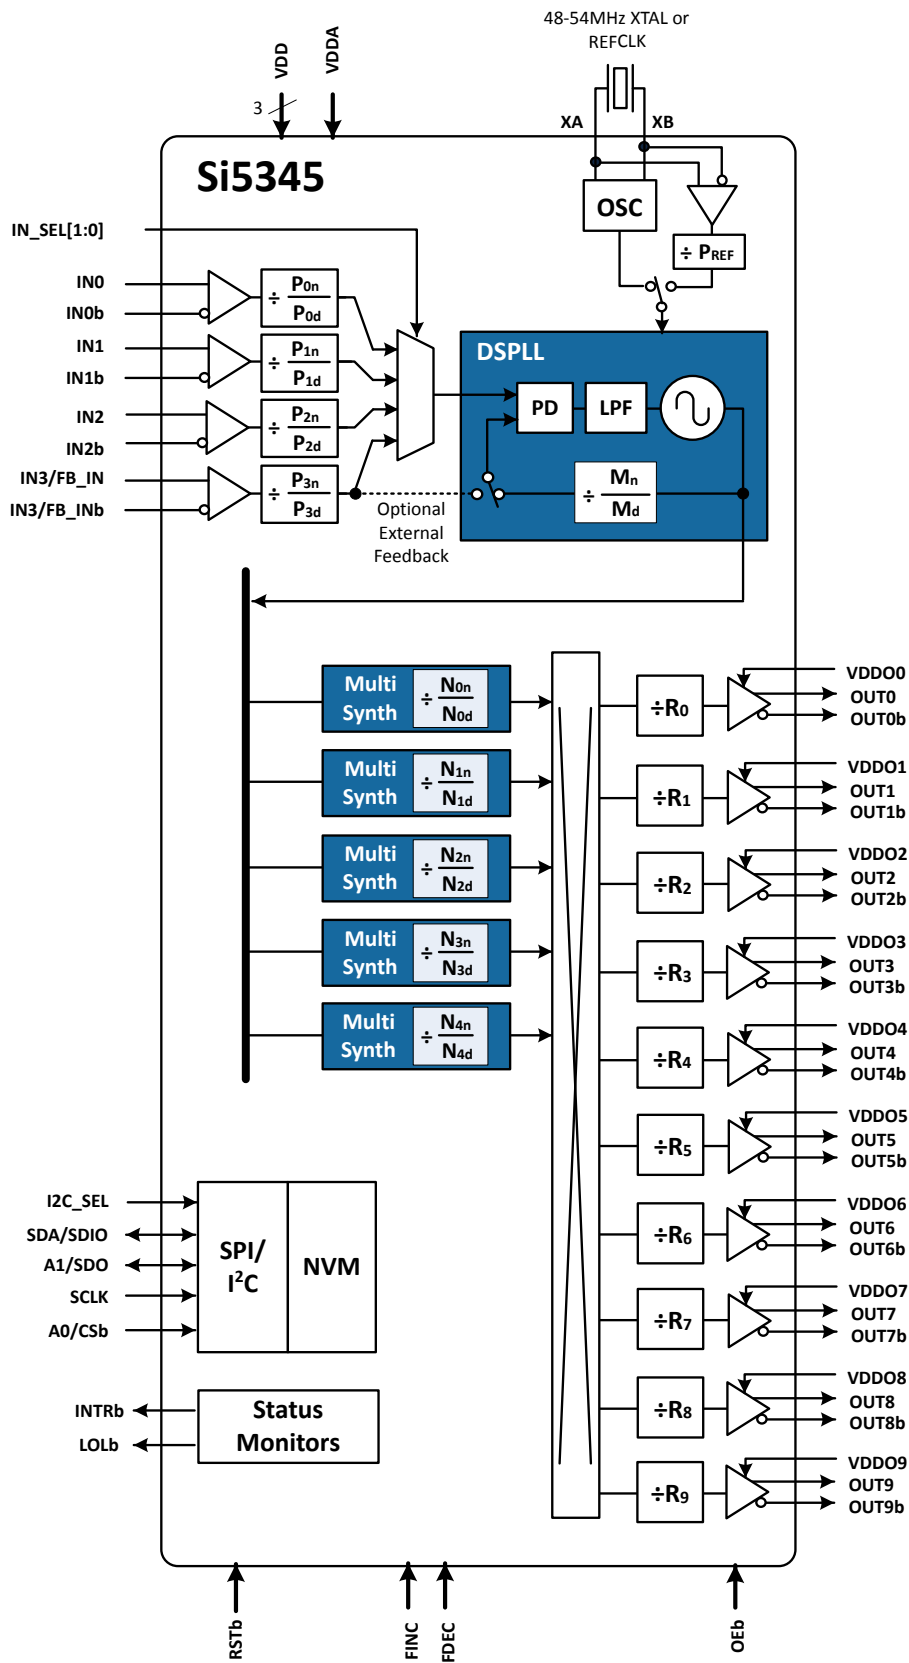 48-54MHz XTAL or
REFCLK
VDD
VDDA
3
XA
XB
Si5345
OSC
÷ PREF
IN_SEL[1:0]
IN0
IN0b
÷ P0n
P0d
IN1
IN1b
÷ P1n
P1d
IN2
IN2b
÷ P2n
P2d
IN3/FB_IN
IN3/FB_INb
÷ P3n
P3d
DSPLL
PD
LPF
÷ Mn
Md
Optional
External
Feedback
Multi
Synth
÷ N0n
N0d
Multi
Synth
÷ N1n
N1d
Multi
Synth
÷ N2n
N2d
Multi
Synth
÷ N3n
N3d
Multi
Synth
÷ N4n
N4d
÷R0
VDDO0
OUT0
OUT0b
÷R1
VDDO1
OUT1
OUT1b
÷R2
VDDO2
OUT2
OUT2b
÷R3
VDDO3
OUT3
OUT3b
÷R4
VDDO4
OUT4
OUT4b
÷R5
VDDO5
OUT5
OUT5b
÷R6
VDDO6
OUT6
OUT6b
÷R7
VDDO7
OUT7
OUT7b
÷R8
VDDO8
OUT8
OUT8b
÷R9
VDDO9
OUT9
OUT9b
I2C_SEL
SDA/SDIO
A1/SDO
SCLK
A0/CSb
SPI/
I²C
NVM
INTRb
LOLb
Status
Monitors
RSTb
FINC
FDEC
OEb